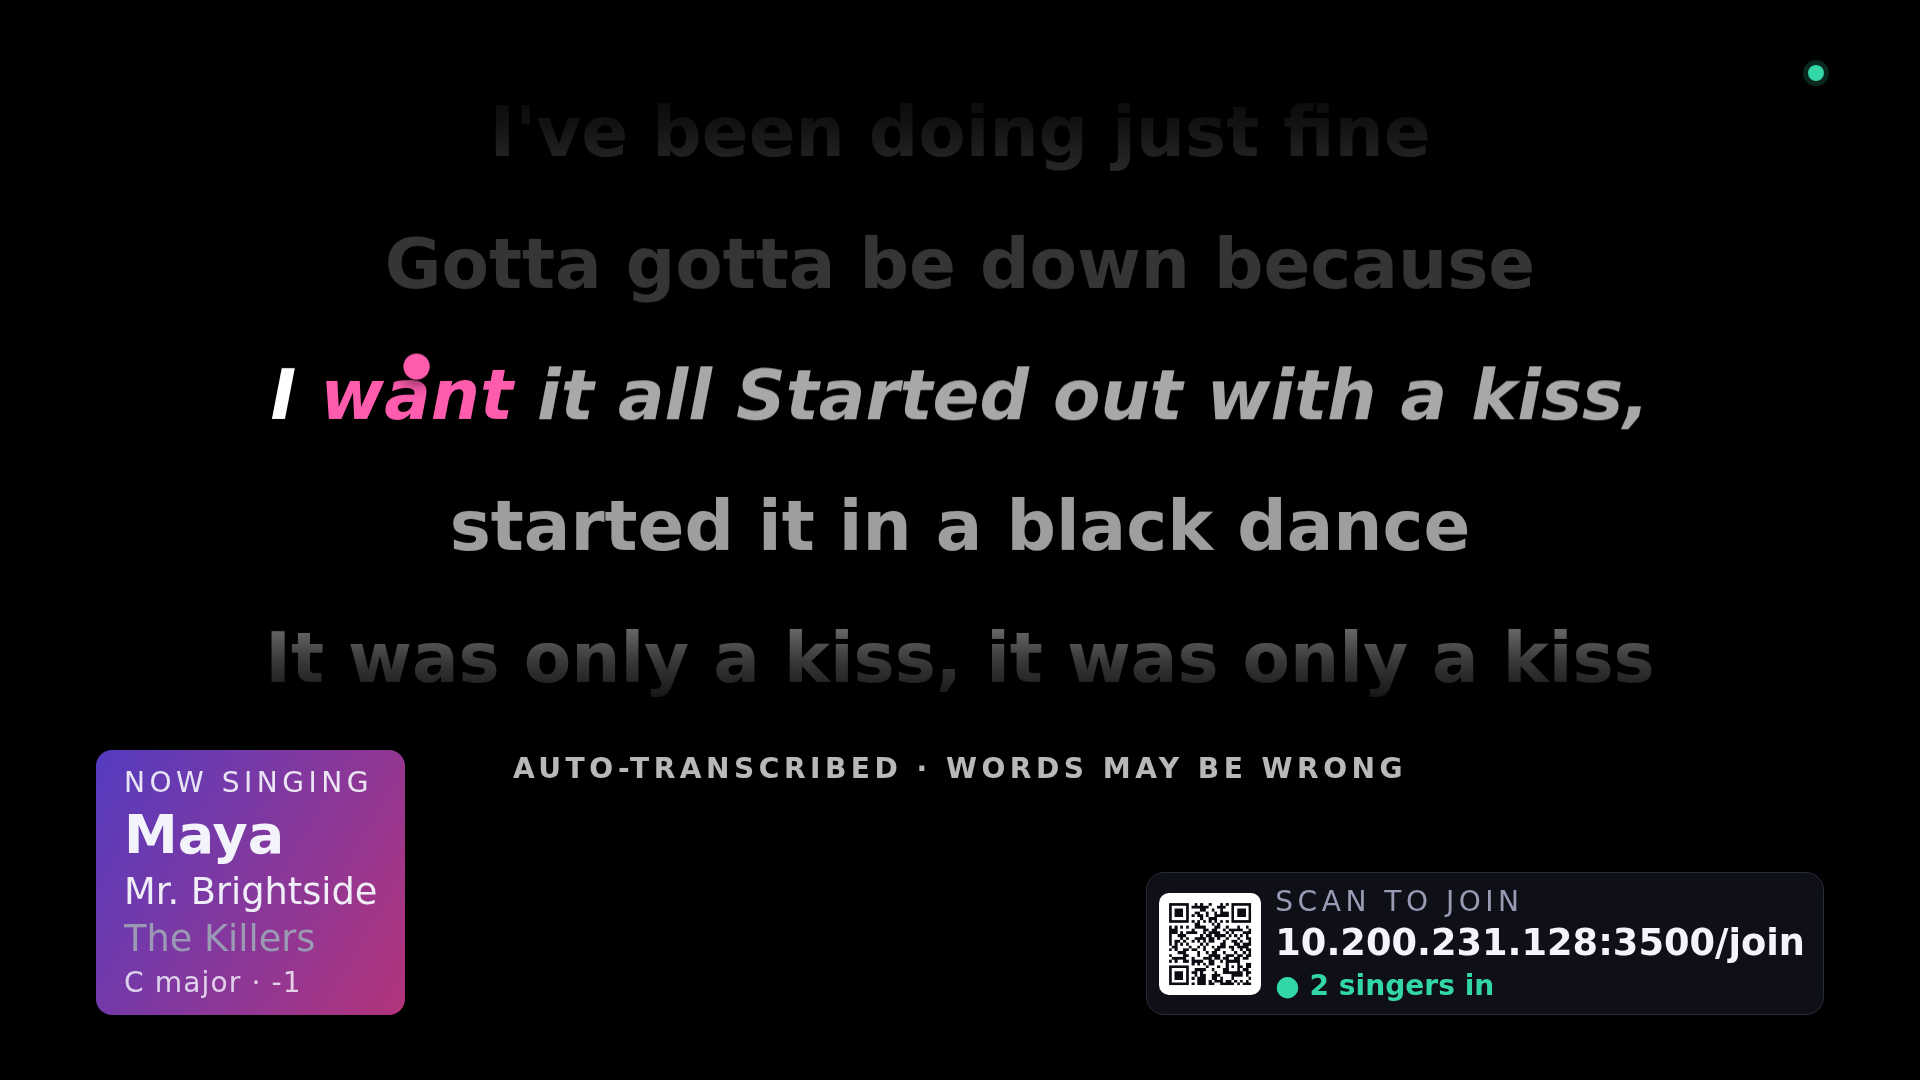 I've been doing just fine
Gotta gotta be down because
I want it all Started out with a kiss,
started it in a black dance
It was only a kiss, it was only a kiss
AUTO-TRANSCRIBED · WORDS MAY BE WRONG
NOW SINGING
Maya
Mr. Brightside
The Killers
C major · -1
SCAN TO JOIN
10.200.231.128:3500/join
2 singers in